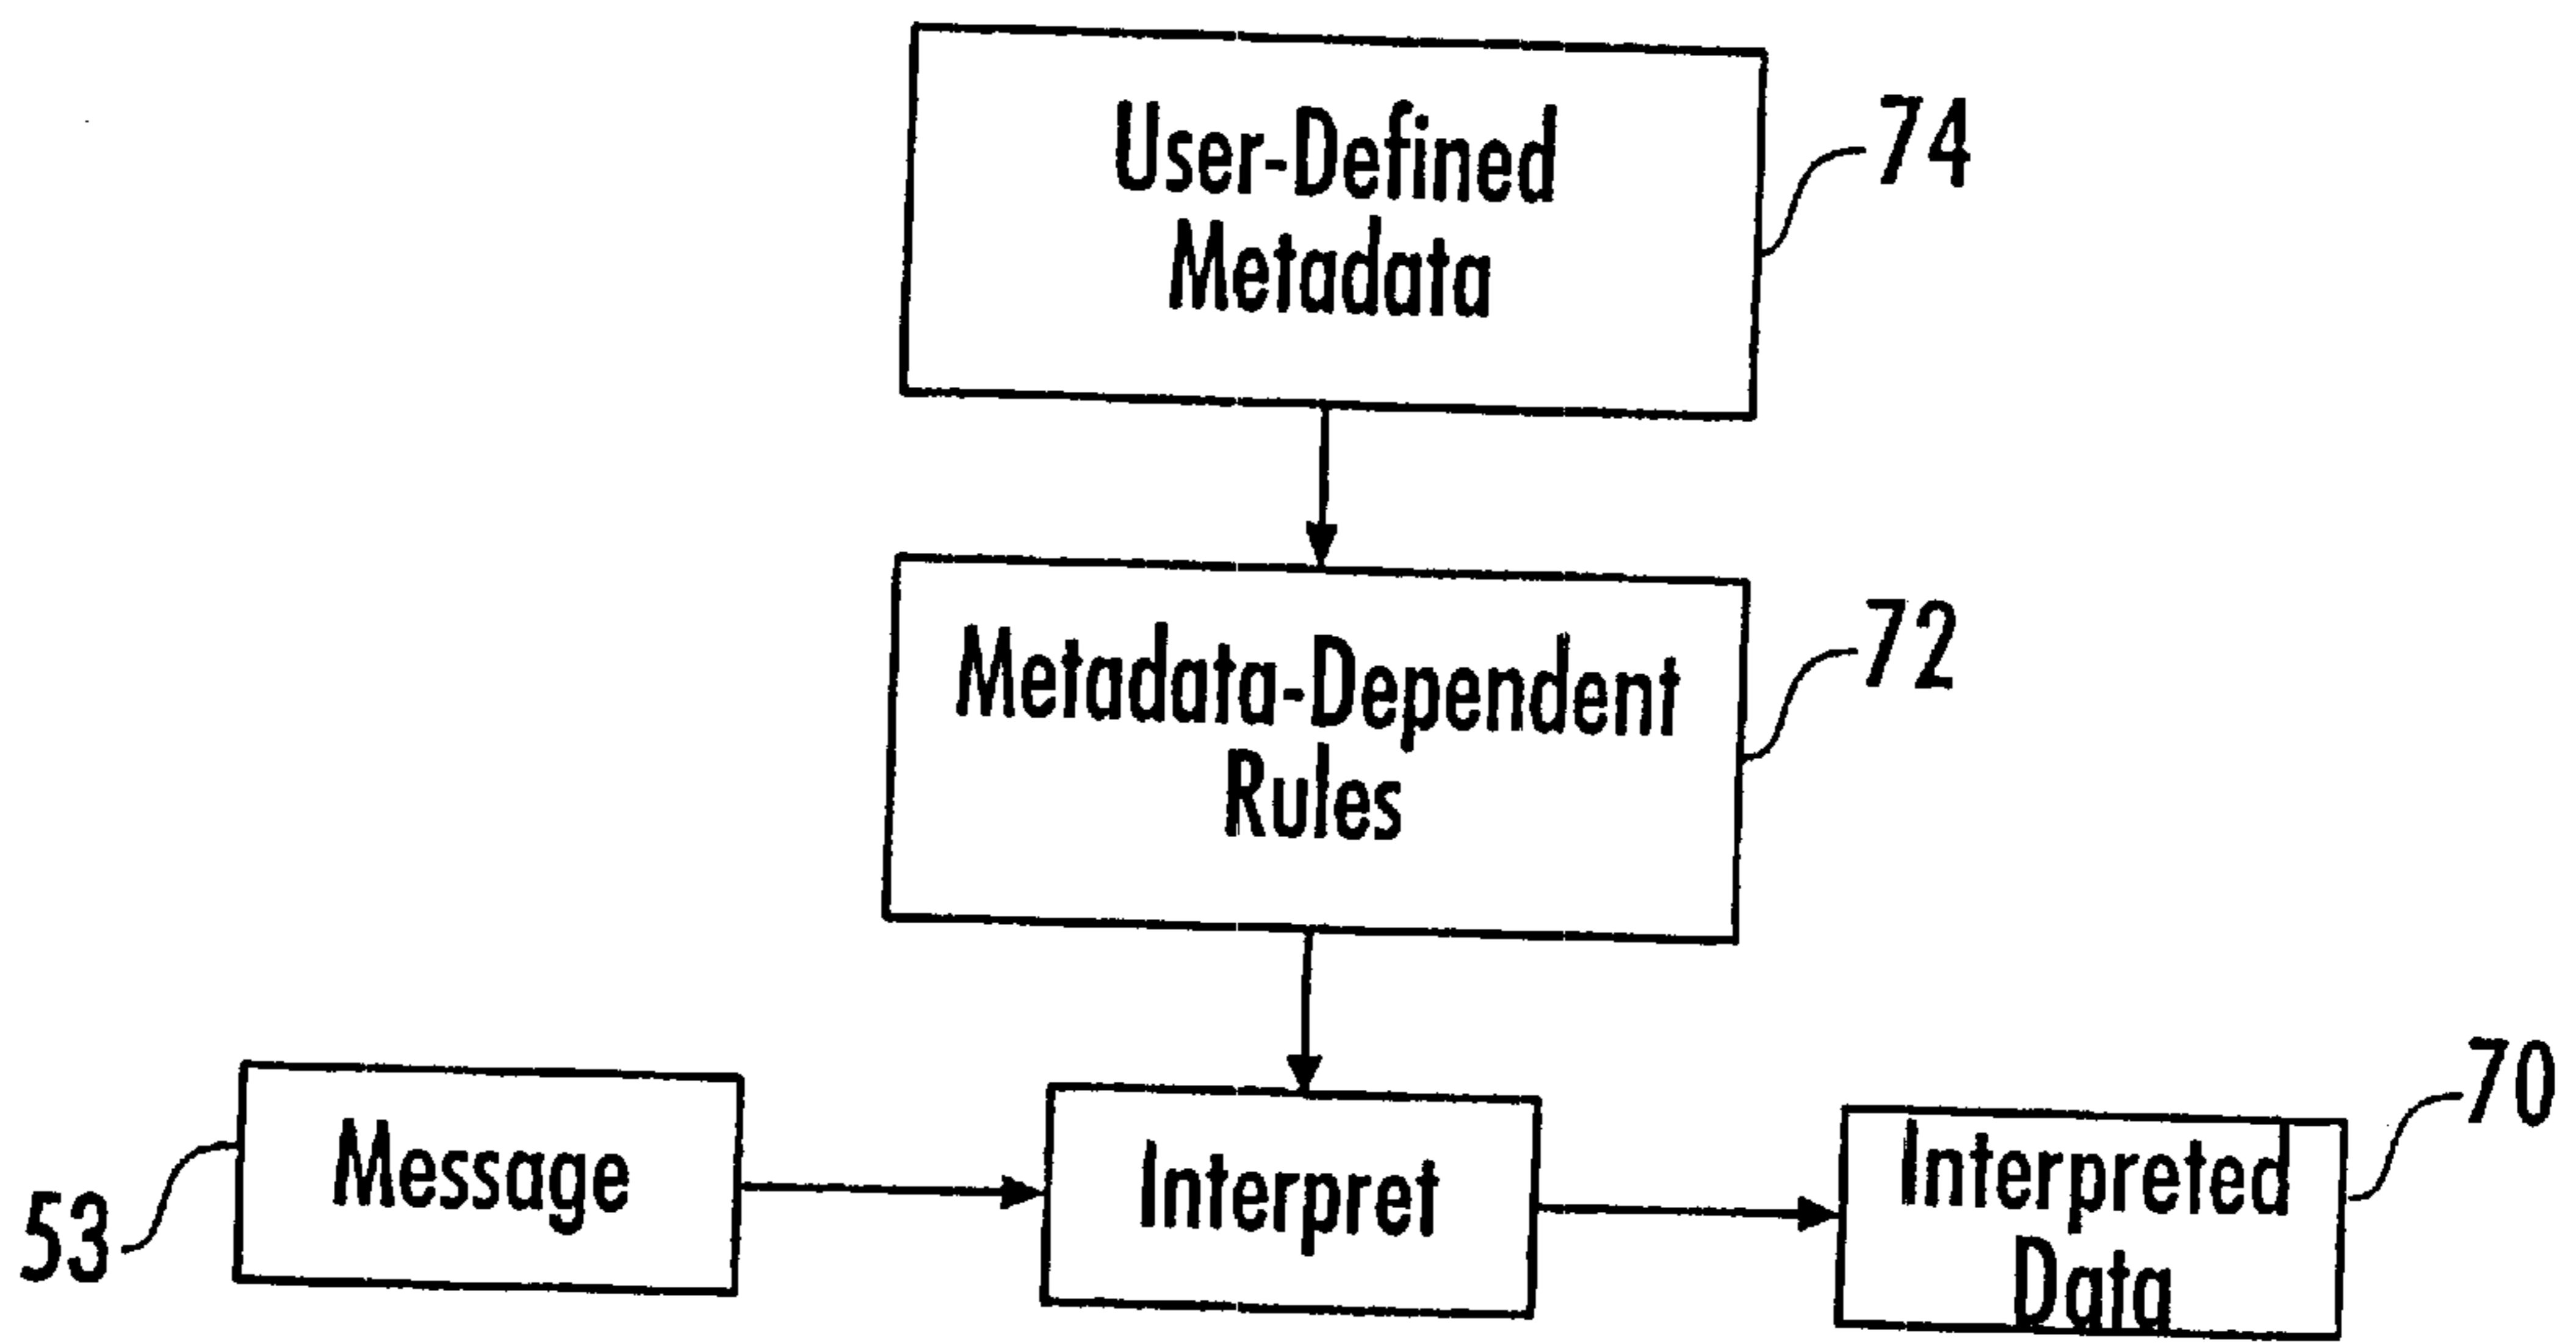 User-Defined
Metadata
74
Metadata-Dependent
Rules
72
Message
53
Interpret
Interpreted
Data
70